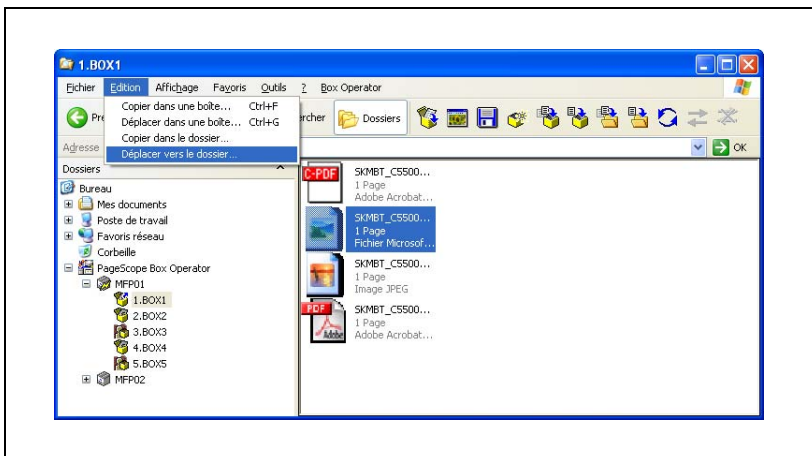 1.BOX1
Fichier Edition Affichage Favoris Outils ? Box Operator
Copier dans une boîte... Ctrl+F
Déplacer dans une boîte... Ctrl+G
Copier dans le dossier...
Déplacer vers le dossier...
Dossiers
Adresse
OK
Dossiers
Bureau
Mes documents
Poste de travail
Favoris réseau
Corbeille
PageScope Box Operator
MFP01
1.BOX1
2.BOX2
3.BOX3
4.BOX4
5.BOX5
MFP02
C-PDF
SKMBT_C5500...
1 Page
Adobe Acrobat...
SKMBT_C5500...
1 Page
Fichier Microsof...
SKMBT_C5500...
1 Page
Image JPEG
PDF
Adobe
SKMBT_C5500...
1 Page
Adobe Acrobat...